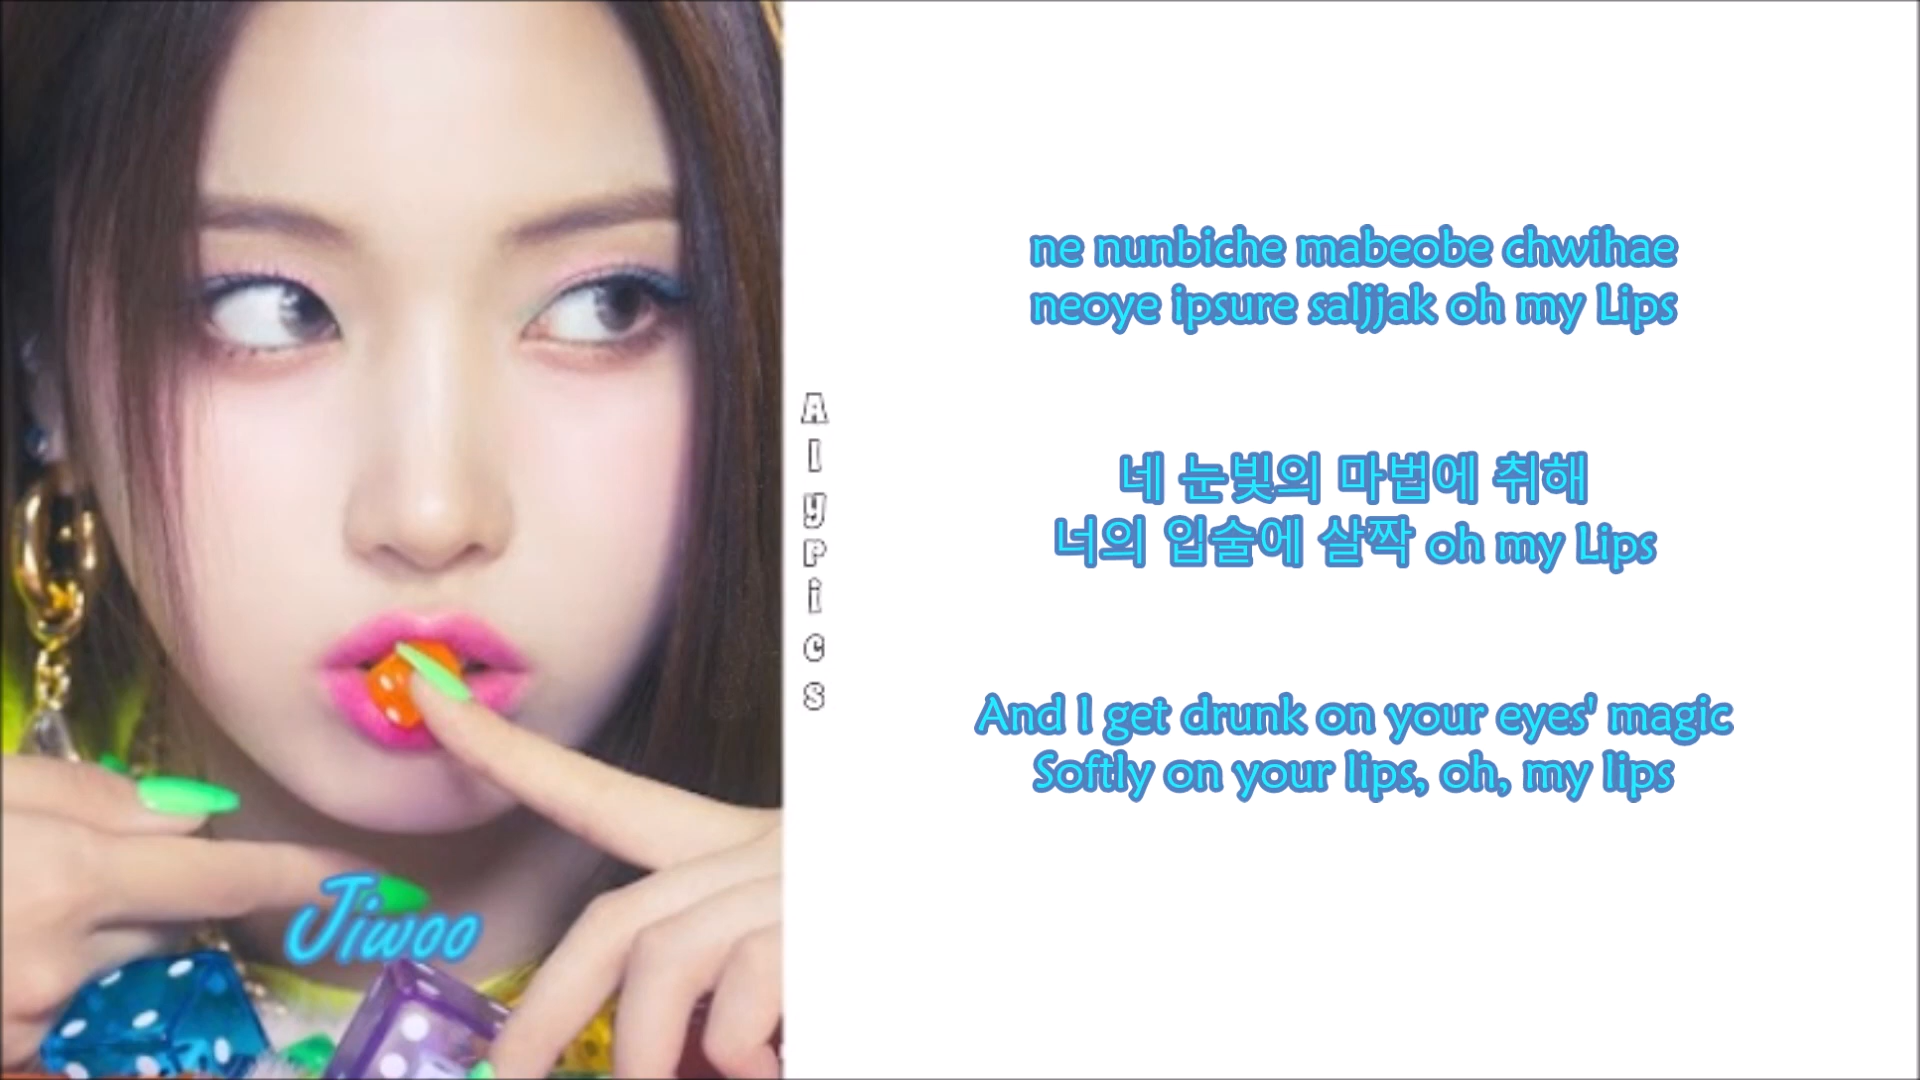 ne nunbiche mabeobe chwihae
neoye ipsure saljjak oh my Lips
네 눈빛의 마법에 취해
너의 입술에 살짝 oh my Lips
And I get drunk on your eyes' magic
Softly on your lips, oh, my lips
Alypics
Jiwoo